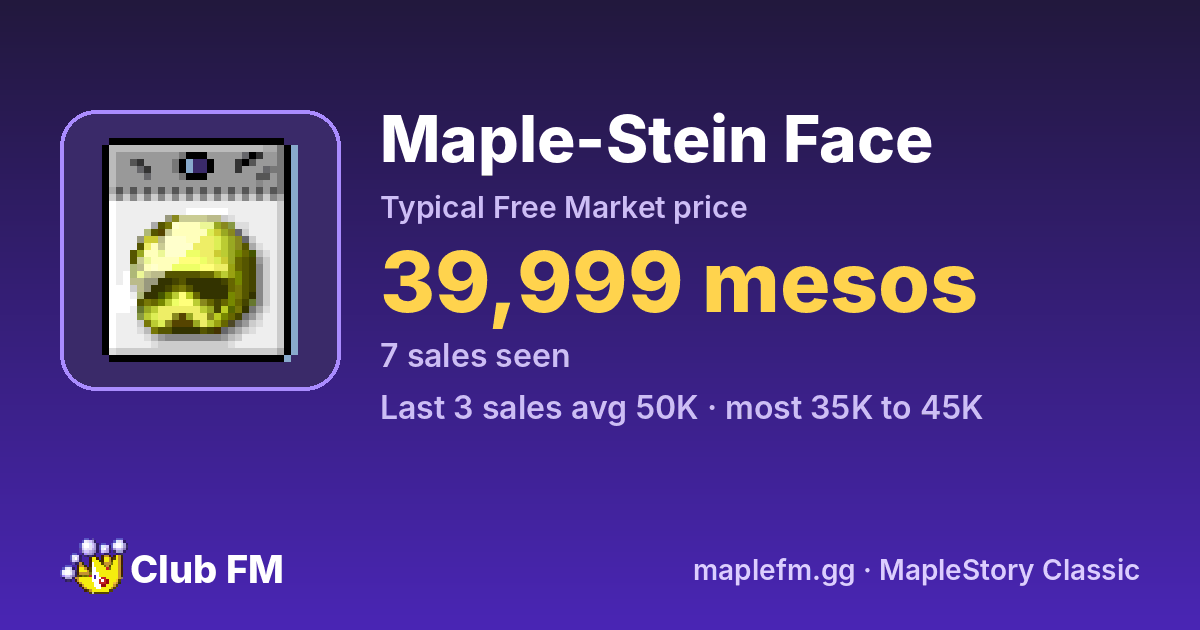 Maple-Stein Face
Typical Free Market price
39,999 mesos
7 sales seen
Last 3 sales avg 50K · most 35K to 45K
Club FM
maplefm.gg · MapleStory Classic